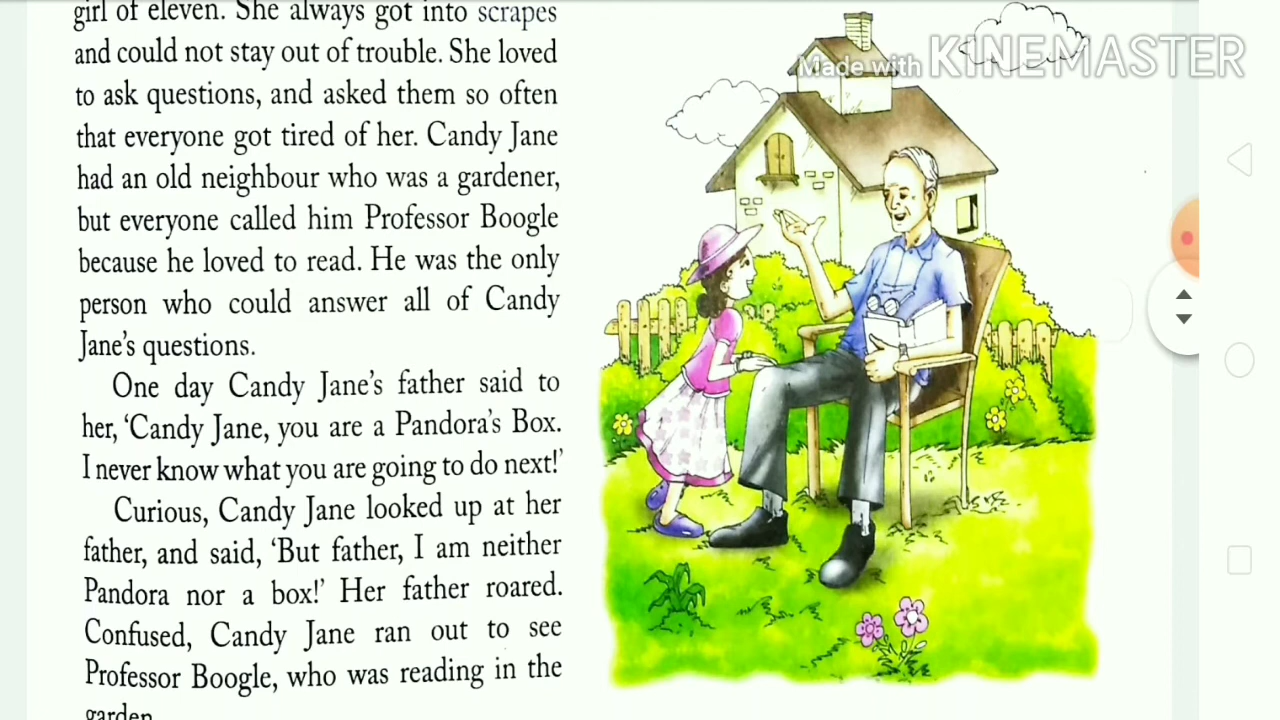 girl of eleven. She always got into scrapes
and could not stay out of trouble. She loved
to ask questions, and asked them so often
that everyone got tired of her. Candy Jane
had an old neighbour who was a gardener,
but everyone called him Professor Boogle
because he loved to read. He was the only
person who could answer all of Candy
Jane's questions.
One day Candy Jane's father said to
her, ‘Candy Jane, you are a Pandora's Box.
I never know what you are going to do next!’
Curious, Candy Jane looked up at her
father, and said, ‘But father, I am neither
Pandora nor a box!’ Her father roared.
Confused, Candy Jane ran out to see
Professor Boogle, who was reading in the
garden.
Made with KINEMASTER